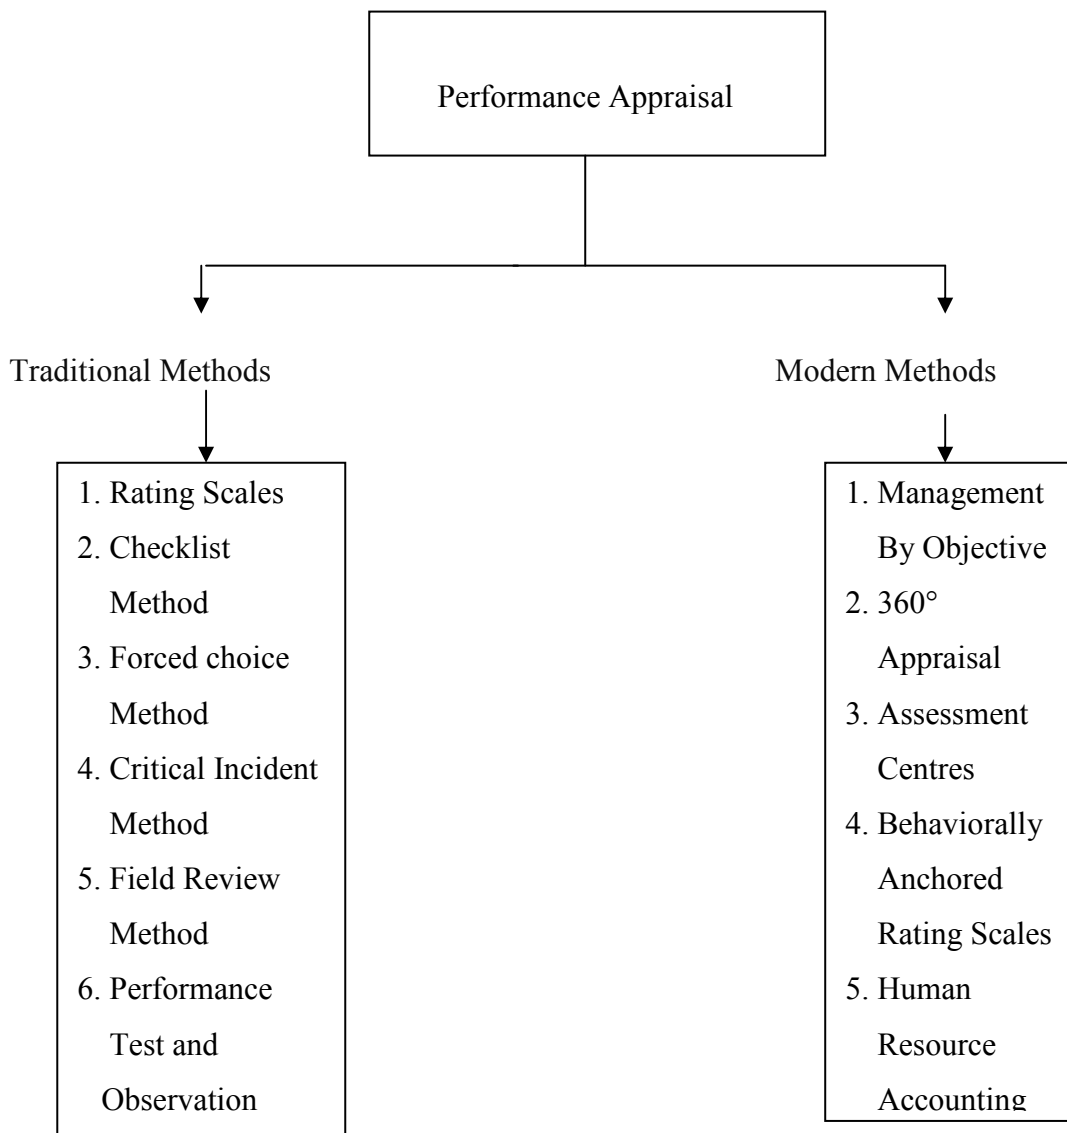 Performance Appraisal
Traditional Methods
Modern Methods
1. Rating Scales
2. Checklist
Method
3. Forced choice
Method
4. Critical Incident
Method
5. Field Review
Method
6. Performance
Test and
Observation
1. Management
By Objective
2. 360°
Appraisal
3. Assessment
Centres
4. Behaviorally
Anchored
Rating Scales
5. Human
Resource
Accounting